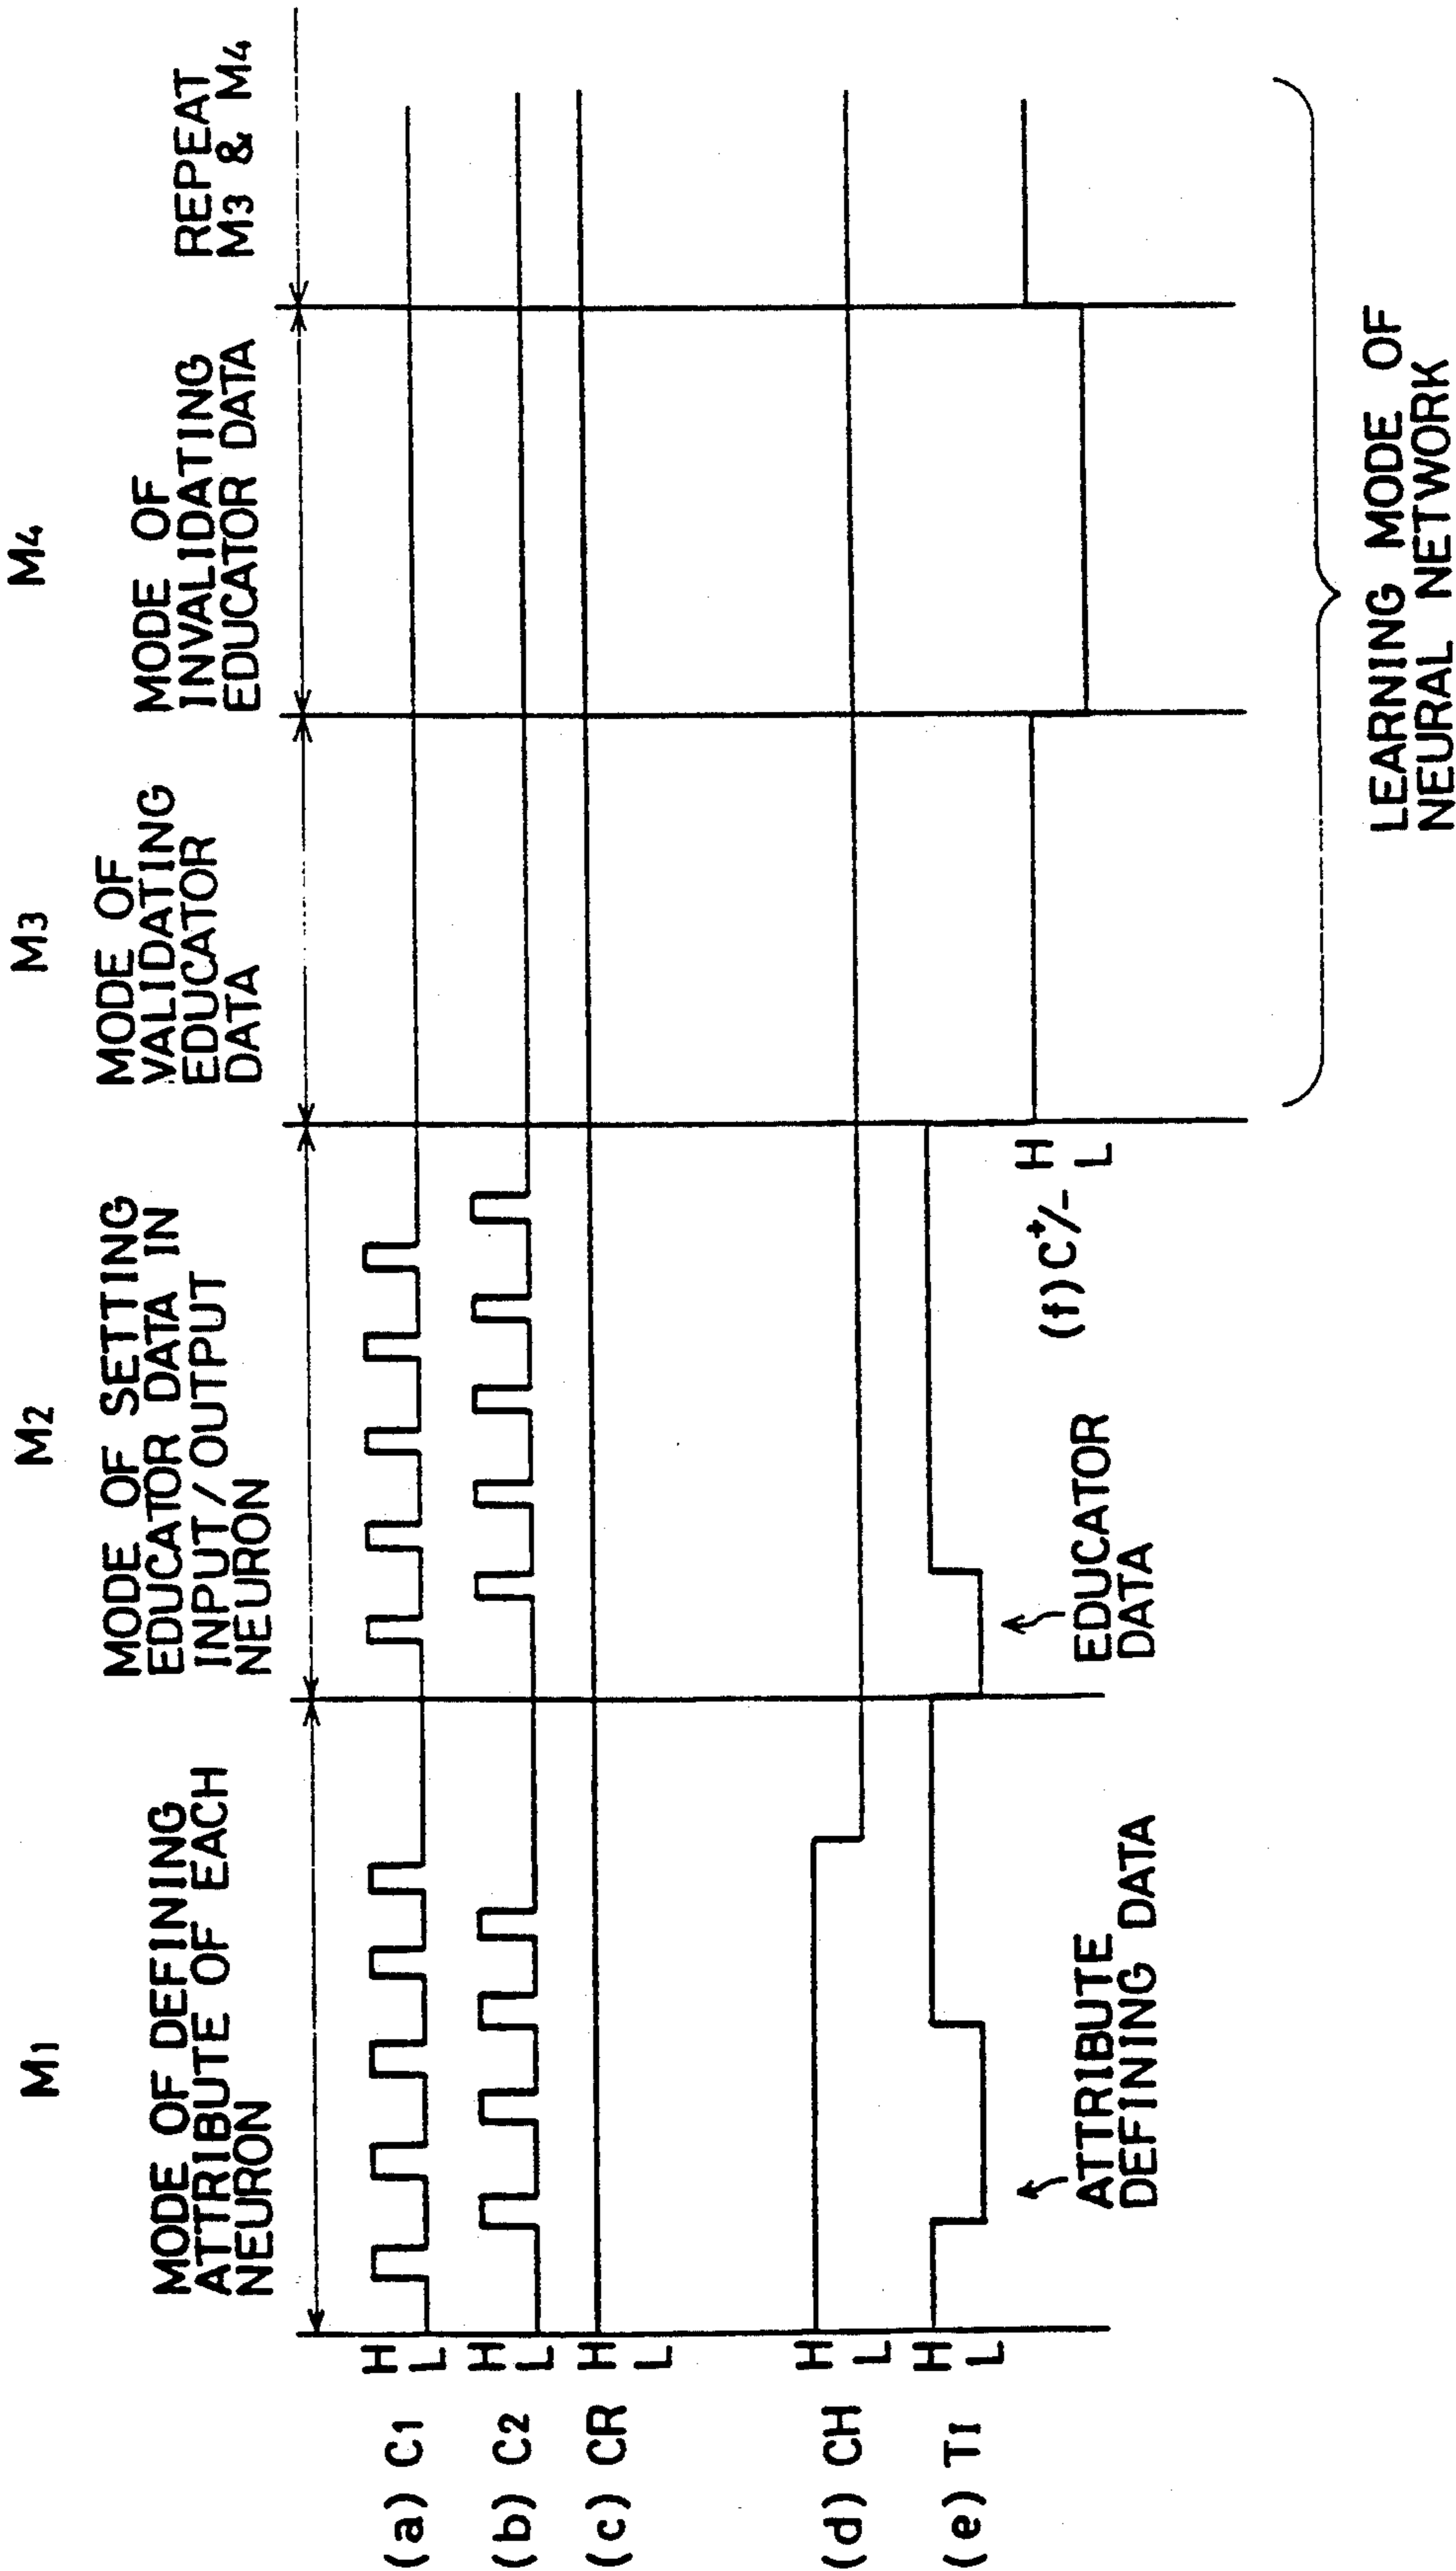 M1
MODE OF DEFINING
ATTRIBUTE OF EACH
NEURON
M2
MODE OF SETTING
EDUCATOR DATA IN
INPUT/OUTPUT
NEURON
M3
MODE OF
VALIDATING
EDUCATOR
DATA
M4
MODE OF
INVALIDATING
EDUCATOR DATA
REPEAT
M3 & M4
(a) C1
H
L
(b) C2
H
L
(c) CR
H
L
(d) CH
H
L
(e) TI
H
L
(f) C+/-
H
L
ATTRIBUTE
DEFINING DATA
EDUCATOR
DATA
LEARNING MODE OF
NEURAL NETWORK